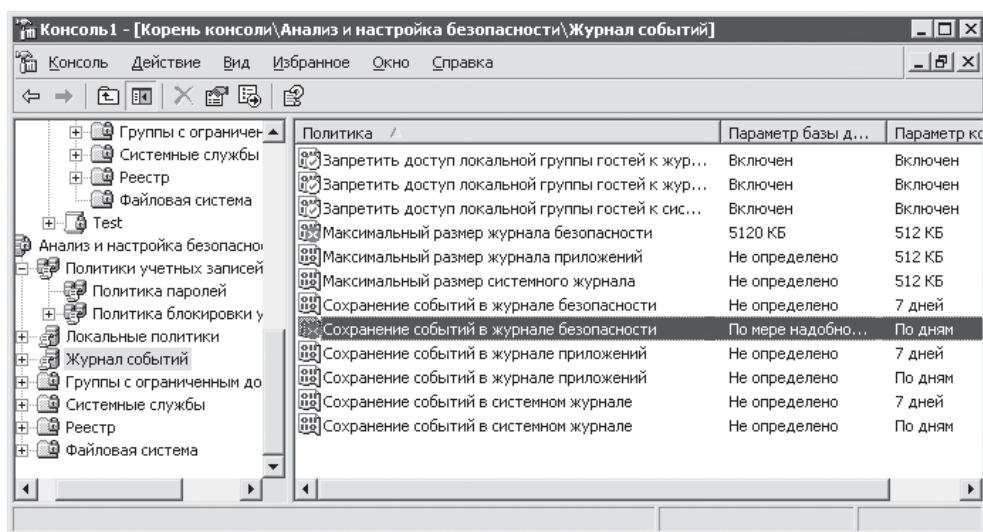 Консоль1 - [Корень консоли\Анализ и настройка безопасности\Журнал событий]
Консоль Действие Вид Избранное Окно Справка
Группы с ограничен
Системные службы
Реестр
Файловая система
Test
Анализ и настройка безопасно
Политики учетных записей
Политика паролей
Политика блокировки у
Локальные политики
Журнал событий
Группы с ограниченным до
Системные службы
Реестр
Файловая система
Политика Параметр базы д... Параметр ко
Запретить доступ локальной группы гостей к жур... Включен Включен
Запретить доступ локальной группы гостей к жур... Включен Включен
Запретить доступ локальной группы гостей к сис... Включен Включен
Максимальный размер журнала безопасности 5120 КБ 512 КБ
Максимальный размер журнала приложений Не определено 512 КБ
Максимальный размер системного журнала Не определено 512 КБ
Сохранение событий в журнале безопасности Не определено 7 дней
Сохранение событий в журнале безопасности По мере надобно... По дням
Сохранение событий в журнале приложений Не определено 7 дней
Сохранение событий в журнале приложений Не определено По дням
Сохранение событий в системном журнале Не определено 7 дней
Сохранение событий в системном журнале Не определено По дням